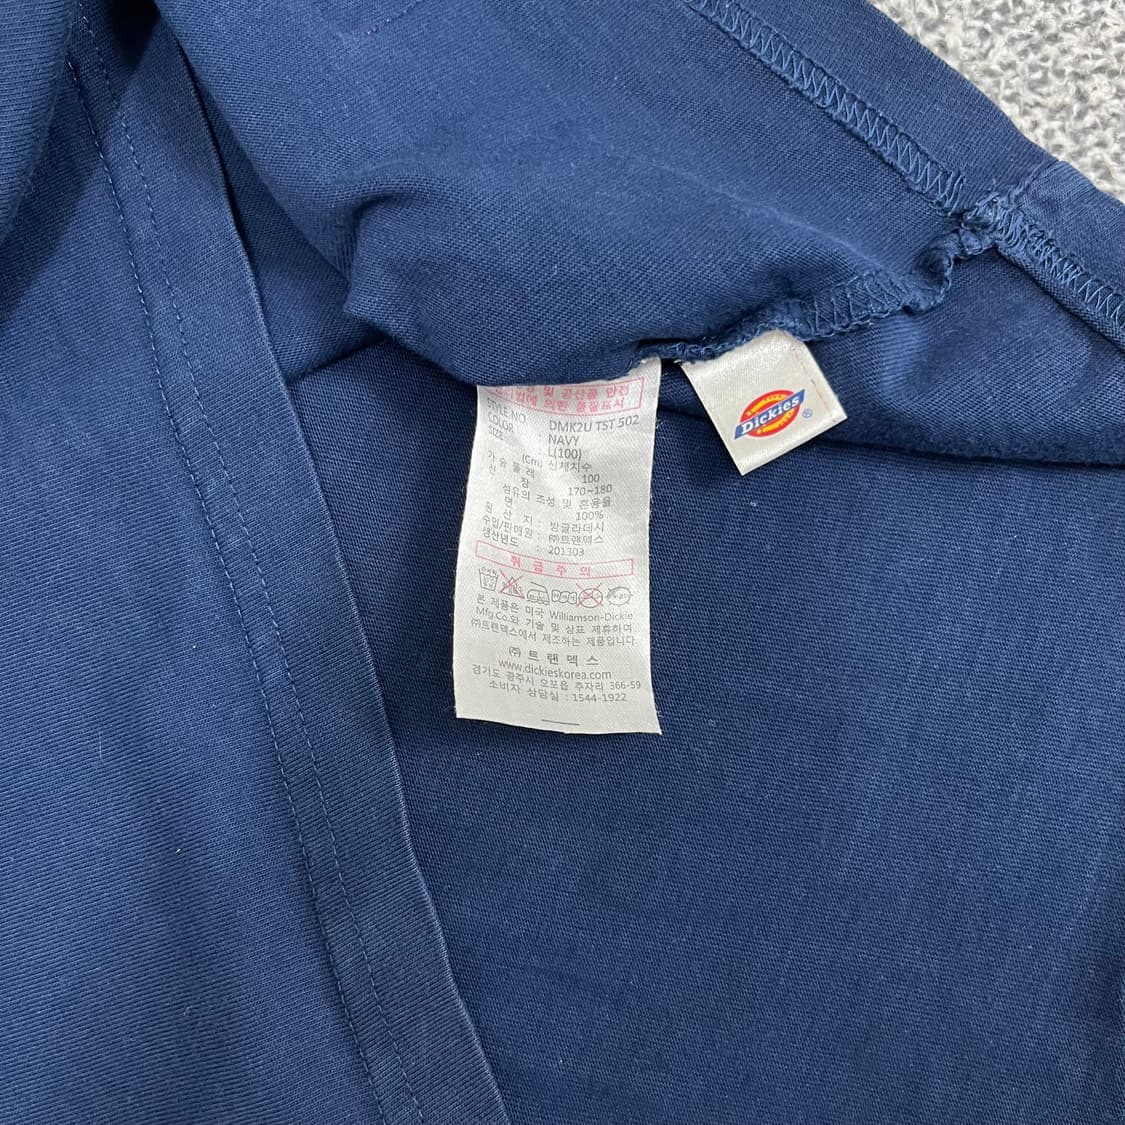 및 공산품 안전
의한 품질표시
STYLE NO : DMK2U TST 502
COLOR : NAVY
SIZE : L(100)
(Cm) 신체치수
가슴둘레 100
신장 170~180
섬유의 조성 및 혼용율
면 100%
원산지 : 방글라데시
수입/판매원 : ㈜트랜덱스
생산년도 : 201303
취급주의
본 제품은 미국 Williamson-Dickie
Mfg.Co.와 기술 및 상표 제휴하여
㈜트랜덱스에서 제조하는 제품입니다
㈜트랜덱스
www.dickieskorea.com
경기도 광주시 오포읍 추자리 366-59
소비자 상담실 : 1544-1922
Dickies ®